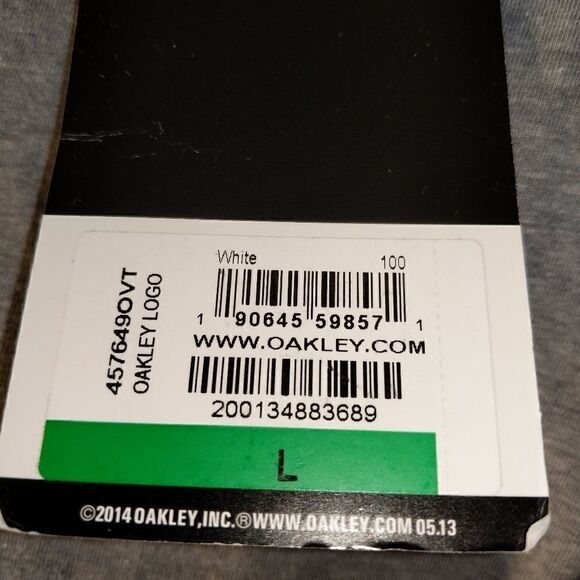 White 100
1 90645 59857 1
WWW.OAKLEY.COM
200134883689
457649OVT
OAKLEY LOGO
L
©2014 OAKLEY, INC.® WWW.OAKLEY.COM 05.13